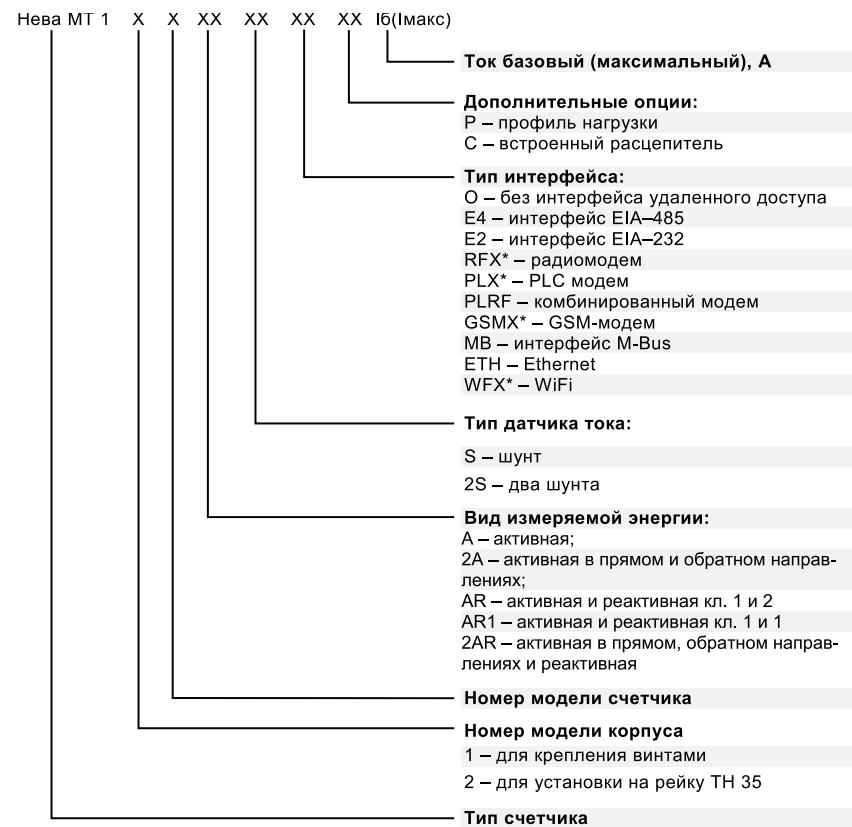 Нева МТ 1 Х Х ХХ ХХ ХХ ХХ Iб(Iмакс)
Ток базовый (максимальный), А
Дополнительные опции:
P – профиль нагрузки
C – встроенный расцепитель
Тип интерфейса:
O – без интерфейса удаленного доступа
E4 – интерфейс EIA–485
E2 – интерфейс EIA–232
RFX* – радиомодем
PLX* – PLC модем
PLRF – комбинированный модем
GSMX* – GSM-модем
MB – интерфейс M-Bus
ETH – Ethernet
WFX* – WiFi
Тип датчика тока:
S – шунт
2S – два шунта
Вид измеряемой энергии:
A – активная;
2A – активная в прямом и обратном направ-
лениях;
AR – активная и реактивная кл. 1 и 2
AR1 – активная и реактивная кл. 1 и 1
2AR – активная в прямом, обратном направ-
лениях и реактивная
Номер модели счетчика
Номер модели корпуса
1 – для крепления винтами
2 – для установки на рейку ТН 35
Тип счетчика